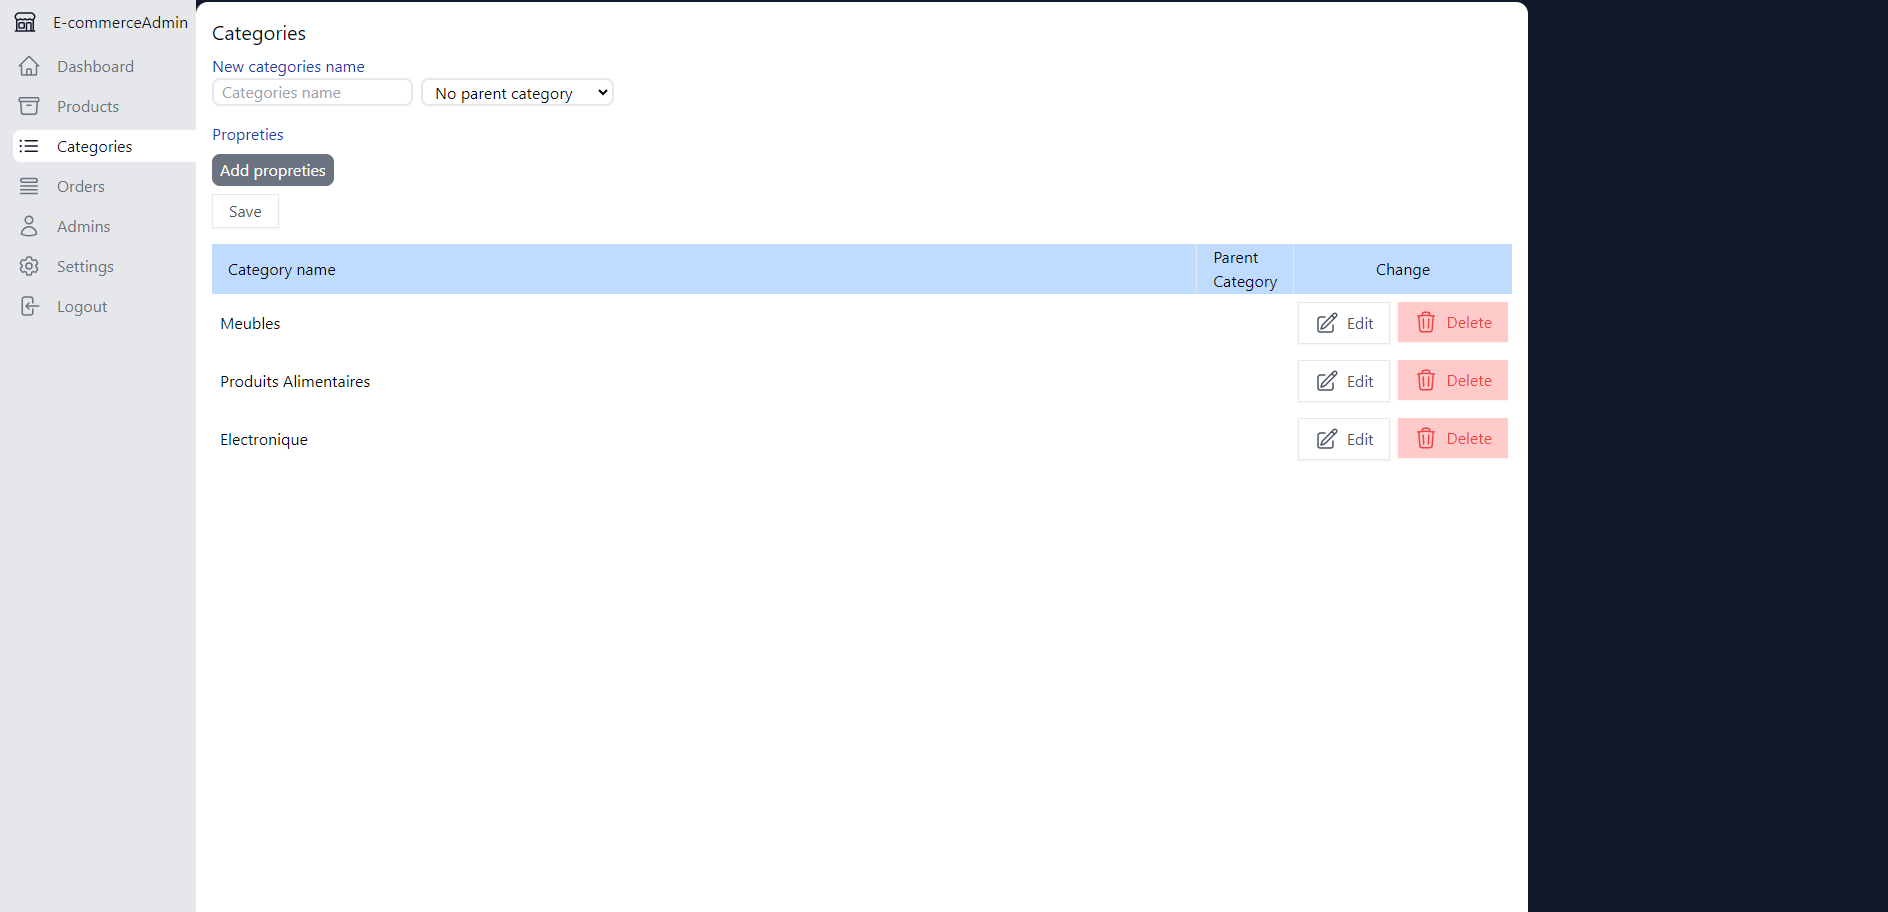 E-commerceAdmin
Dashboard
Products
Categories
Orders
Admins
Settings
Logout
Categories
New categories name
Categories name
No parent category
Propreties
Add propreties
Save
Category name
Parent
Category
Change
Meubles
Edit
Delete
Produits Alimentaires
Edit
Delete
Electronique
Edit
Delete